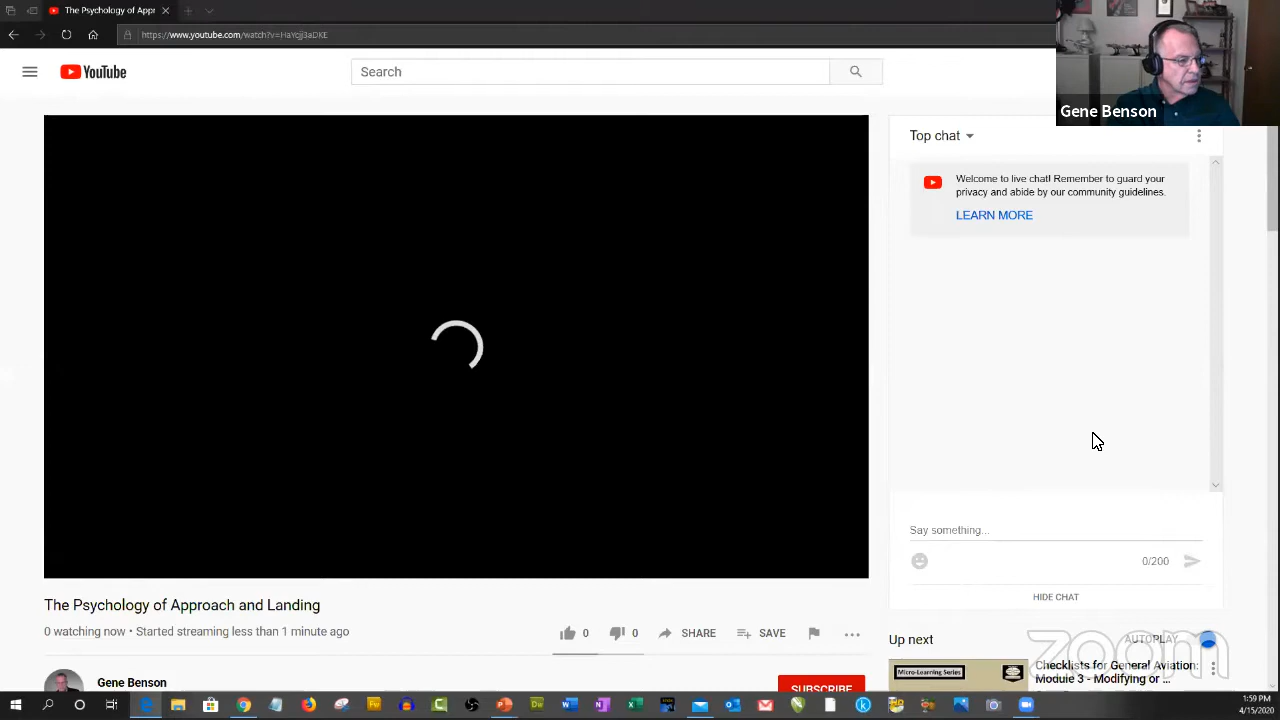 The Psychology of Appr
https://www.youtube.com/watch?v=HaYqjj3aDKE
YouTube
Search
Gene Benson
Top chat
Welcome to live chat! Remember to guard your
privacy and abide by our community guidelines.
LEARN MORE
Say something...
0/200
HIDE CHAT
The Psychology of Approach and Landing
0 watching now • Started streaming less than 1 minute ago
0
0
SHARE
SAVE
Gene Benson
SUBSCRIBE
Up next
AUTOPLAY
zoom
Micro-Learning Series
Checklists for General Aviation:
Module 3 - Modifying or ...
1:59 PM
4/15/2020